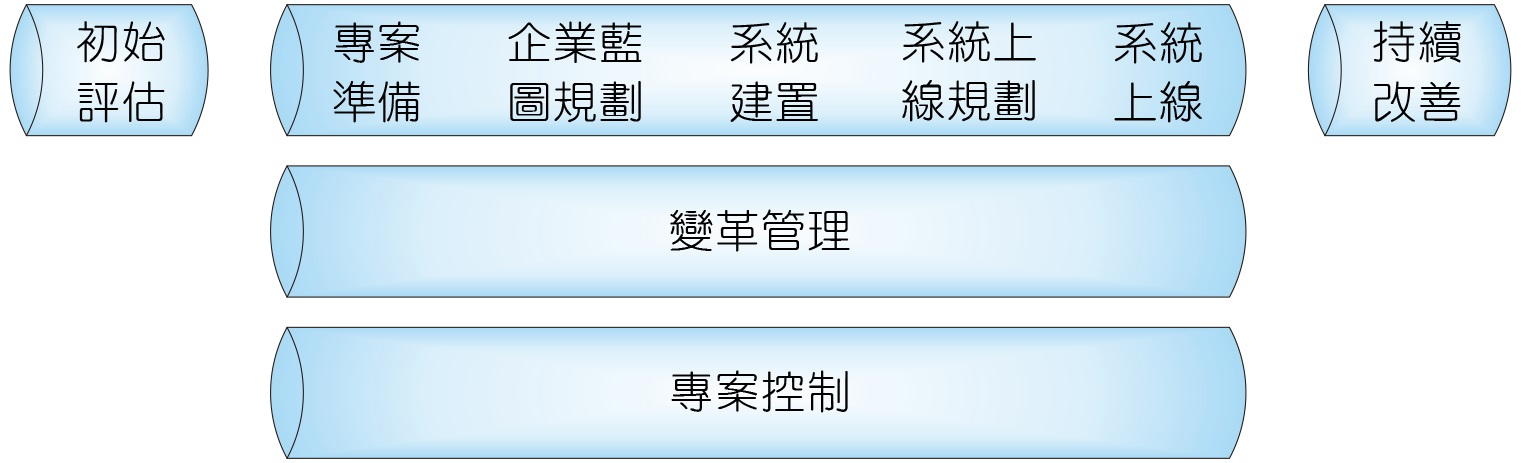 初始
評估
專案
準備
企業藍
圖規劃
系統
建置
系統上
線規劃
系統
上線
持續
改善
變革管理
專案控制